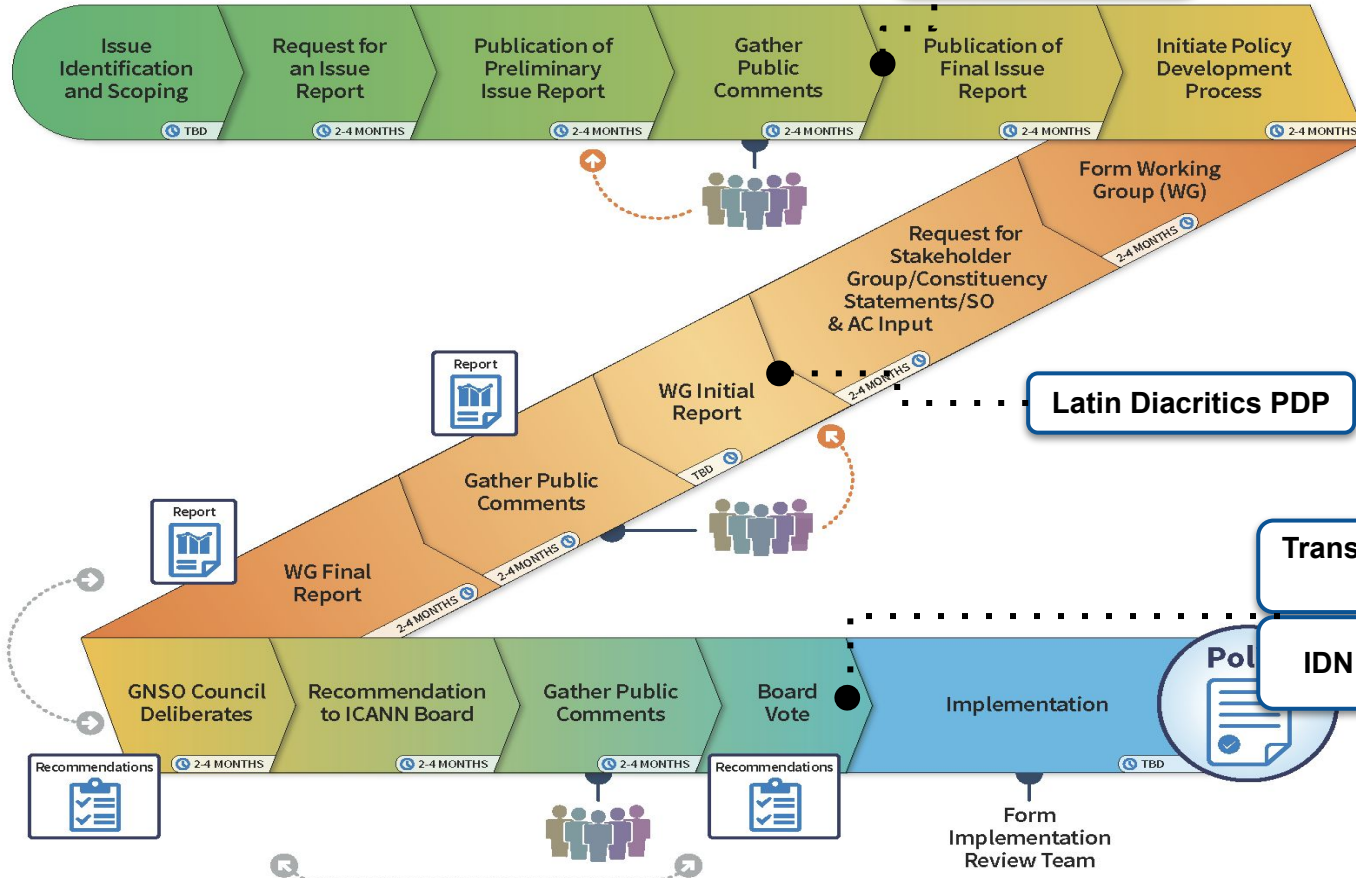 Issue
Identification
and Scoping
TBD
Request for
an Issue
Report
2-4 MONTHS
Publication of
Preliminary
Issue Report
2-4 MONTHS
Gather
Public
Comments
2-4 MONTHS
Publication of
Final Issue
Report
2-4 MONTHS
Initiate Policy
Development
Process
2-4 MONTHS
Form Working
Group (WG)
2-4 MONTHS
Request for
Stakeholder
Group/Constituency
Statements/SO
& AC Input
2-4 MONTHS
WG Initial
Report
TBD
Latin Diacritics PDP
Report
Gather Public
Comments
2-4 MONTHS
Report
WG Final
Report
2-4 MONTHS
Trans
IDN
GNSO Council
Deliberates
2-4 MONTHS
Recommendations
Recommendation
to ICANN Board
2-4 MONTHS
Gather Public
Comments
2-4 MONTHS
Board
Vote
Recommendations
Implementation
TBD
Pol
Form
Implementation
Review Team